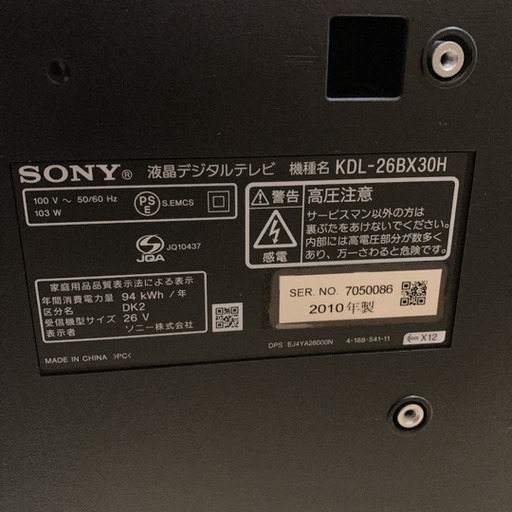 SONY® 液晶デジタルテレビ 機種名 KDL-26BX30H
100 V ~ 50/60 Hz
103 W
PS
E
S.EMCS
JQA
JQ10437
警告 高圧注意
感電
サービスマン以外の方は
裏ぶたをあけないでください。
内部には高電圧部分が数多く
あり、万一さわると危険です。
家庭用品品質表示法による表示
年間消費電力量 94 kWh / 年
区分名 DK2
受信機型サイズ 26 V
表示者 ソニー株式会社
SER. NO. 7050086
2010 年製
MADE IN CHINA >PC<
DPS EJ4YA26000N 4-188-541-11 X12